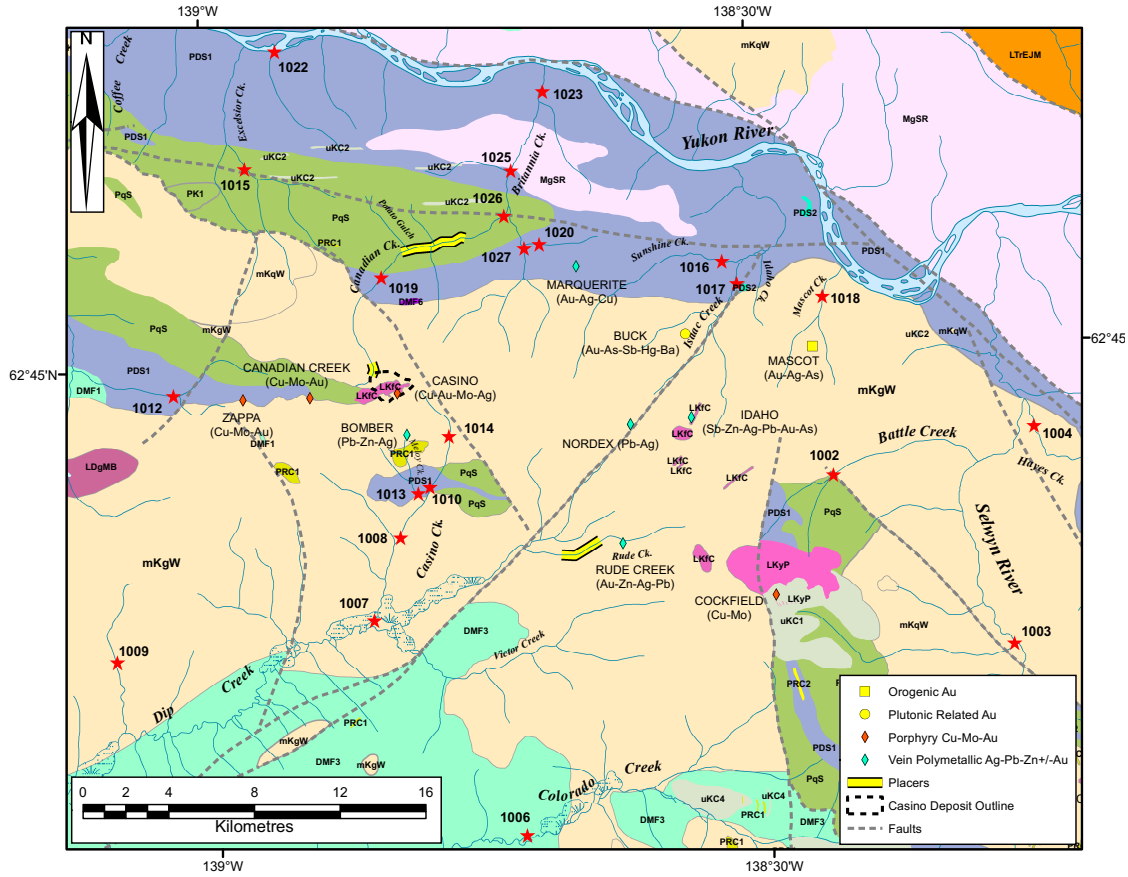 139°W
138°30'W
N
Creek
Coffee
PDS1
1022
mKqW
LTrEJM
Excelsior Ck.
1023
MgSR
Yukon River
PDS1
uKC2
1025
Britannia Ck.
uKC2
uKC2
1015
MgSR
PqS
PK1
uKC2
1026
Potato Gulch
PqS
PDS2
PRC1
Canadian Ck.
1020
1027
Sunshine Ck.
PDS1
mKqW
1019
MARQUERITE
(Au-Ag-Cu)
1016
1017
PDS2
Idaho Ck.
Mascot Ck.
1018
DMF6
Isaac Creek
PqS
mKgW
BUCK
(Au-As-Sb-Hg-Ba)
uKC2
mKqW
62°45'N
62°45'N
PDS1
CANADIAN CREEK
(Cu-Mo-Au)
MASCOT
(Au-Ag-As)
DMF1
LKfC
LKfC
CASINO
(Cu-Au-Mo-Ag)
mKgW
1012
ZAPPA
(Cu-Mo-Au)
LKfC
IDAHO
(Sb-Zn-Ag-Pb-Au-As)
BOMBER
(Pb-Zn-Ag)
1014
NORDEX (Pb-Ag)
LKfC
Battle Creek
1004
DMF1
PRC1
Meloy Ck.
1002
LDgMB
PRC1
LKfC
LKfC
LKfC
Hayes Ck.
PDS1
PqS
1013
1010
PqS
PDS1
PqS
Selwyn River
1008
Casino Ck.
mKgW
Rude Ck.
RUDE CREEK
(Au-Zn-Ag-Pb)
LKfC
LKyP
COCKFIELD
(Cu-Mo)
LKyP
1007
uKC1
mKqW
DMF3
1003
1009
Victor Creek
Dip
Creek
PRC2
PRC1
mKgW
PDS1
DMF3
mKgW
PqS
Colorado
Creek
uKC4
uKC4
PRC1
DMF3
DMF3
1006
PRC1
Orogenic Au
Plutonic Related Au
Porphyry Cu-Mo-Au
Vein Polymetallic Ag-Pb-Zn+/-Au
Placers
Casino Deposit Outline
Faults
0 2 4 8 12 16
Kilometres
139°W
138°30'W